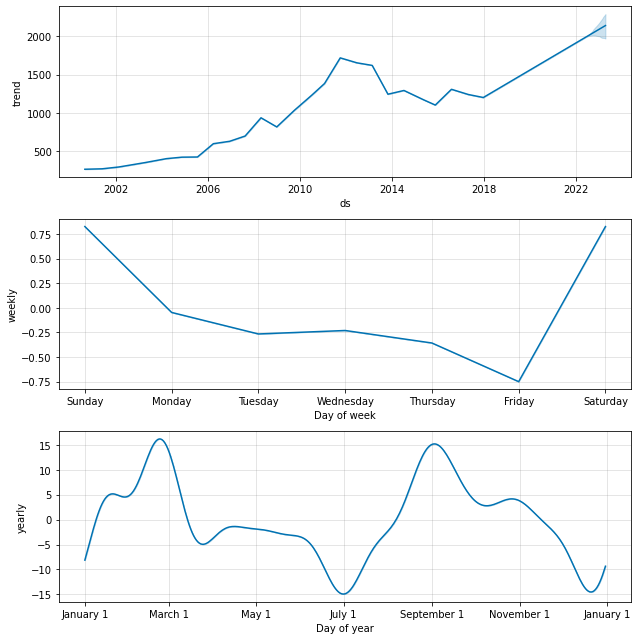 2000
1500
1000
500
trend
2002 2006 2010 2014 2018 2022
ds
0.75
0.50
0.25
0.00
−0.25
−0.50
−0.75
weekly
Sunday Monday Tuesday Wednesday Thursday Friday Saturday
Day of week
15
10
5
0
−5
−10
−15
yearly
January 1 March 1 May 1 July 1 September 1 November 1 January 1
Day of year